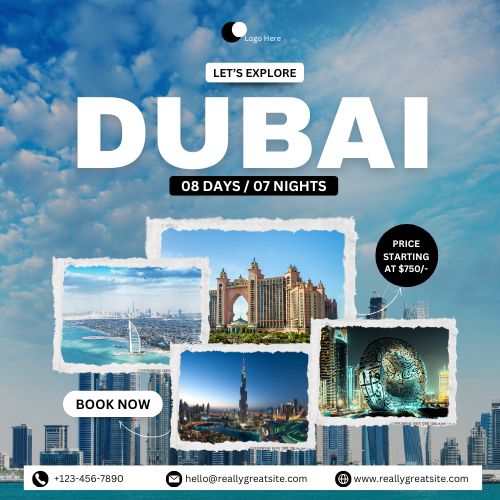 Logo Here
LET'S EXPLORE
DUBAI
08 DAYS / 07 NIGHTS
PRICE
STARTING
AT $750/-
BOOK NOW
+123-456-7890
hello@reallygreatsite.com
www.reallygreatsite.com